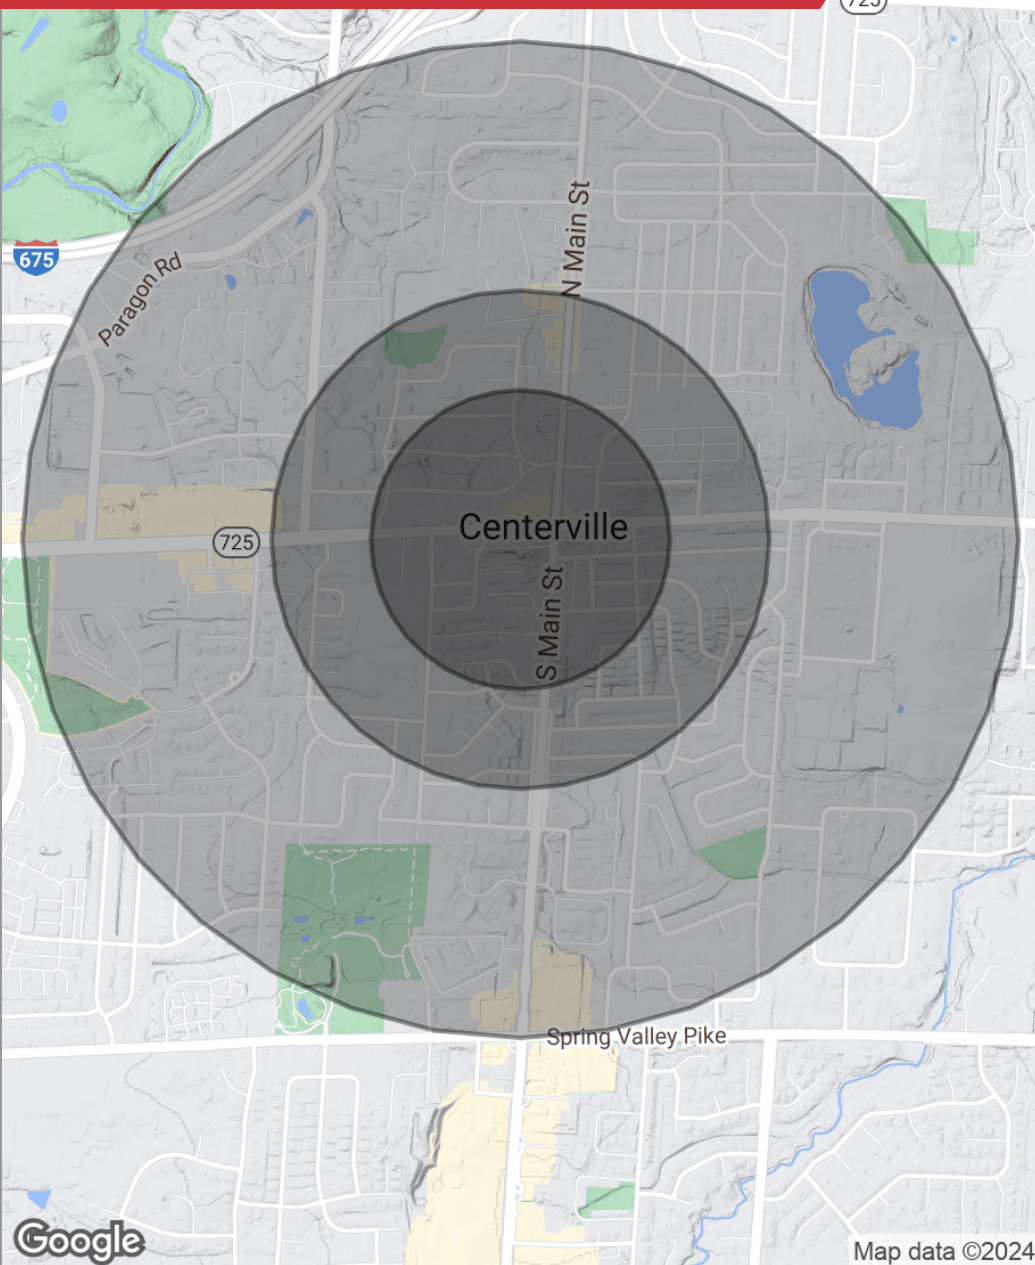 725
N Main St
675
Paragon Rd
Centerville
725
S Main St
Spring Valley Pike
Google
Map data ©2024